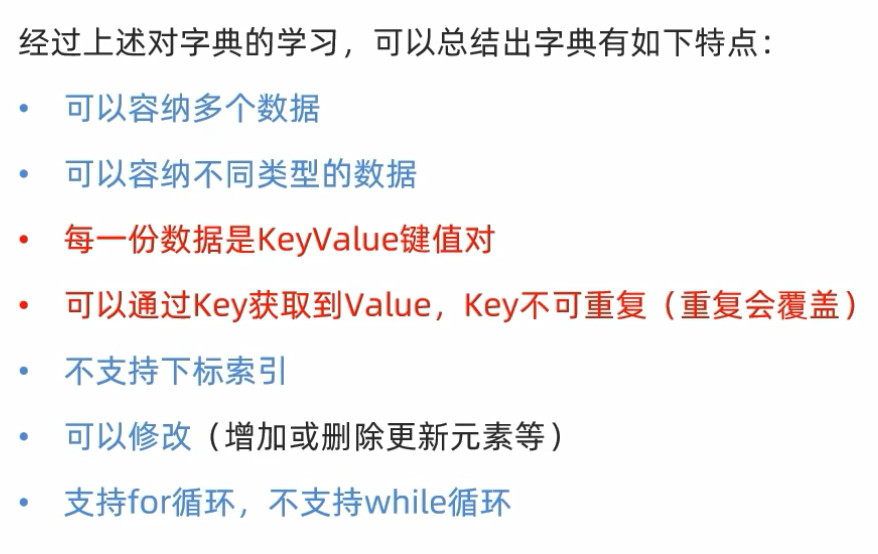 经过上述对字典的学习，可以总结出字典有如下特点：
• 可以容纳多个数据
• 可以容纳不同类型的数据
• 每一份数据是KeyValue键值对
• 可以通过Key获取到Value，Key不可重复（重复会覆盖）
• 不支持下标索引
• 可以修改（增加或删除更新元素等）
• 支持for循环，不支持while循环